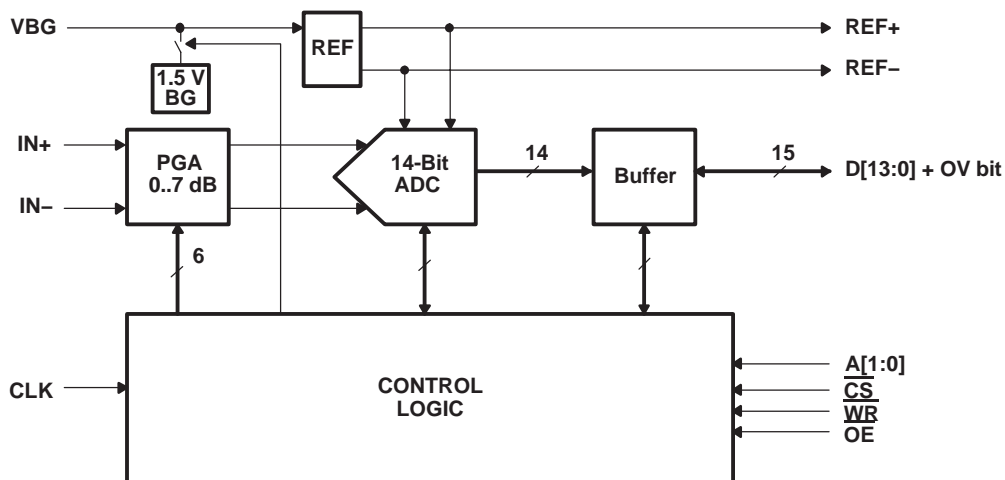 VBG
REF
REF+
REF–
1.5 V
BG
IN+
IN–
PGA
0..7 dB
14-Bit
ADC
14
Buffer
15
D[13:0] + OV bit
6
CLK
CONTROL
LOGIC
A[1:0]
CS
WR
OE